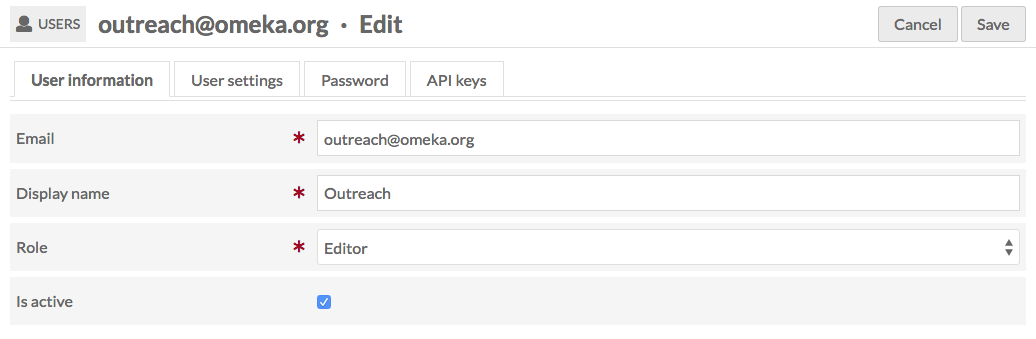 USERS outreach@omeka.org · Edit Cancel Save
User information User settings Password API keys
Email * outreach@omeka.org
Display name * Outreach
Role * Editor
Is active